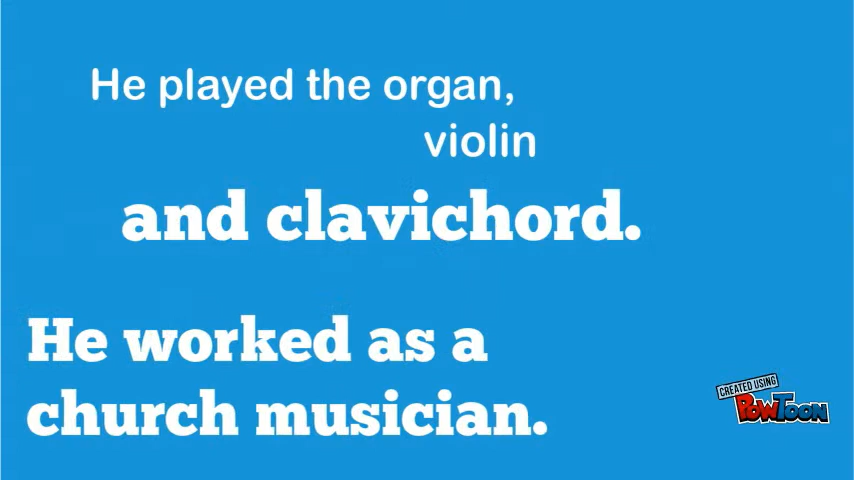 He played the organ,
violin
and clavichord.
He worked as a
church musician.
CREATED USING
POWTOON